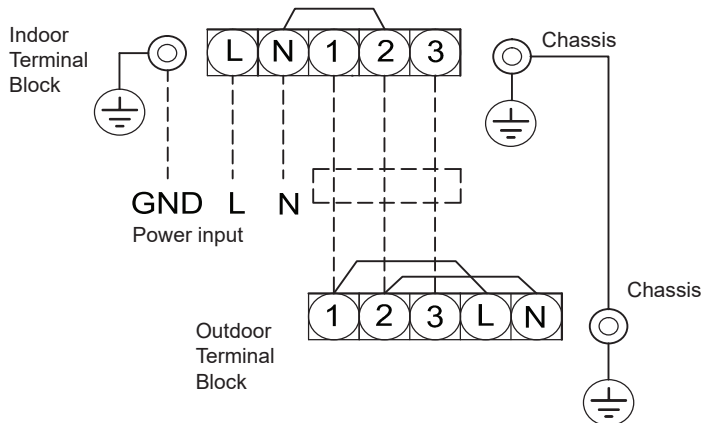 Indoor
Terminal
Block
L N 1 2 3
Chassis
GND L N
Power input
Chassis
1 2 3 L N
Outdoor
Terminal
Block